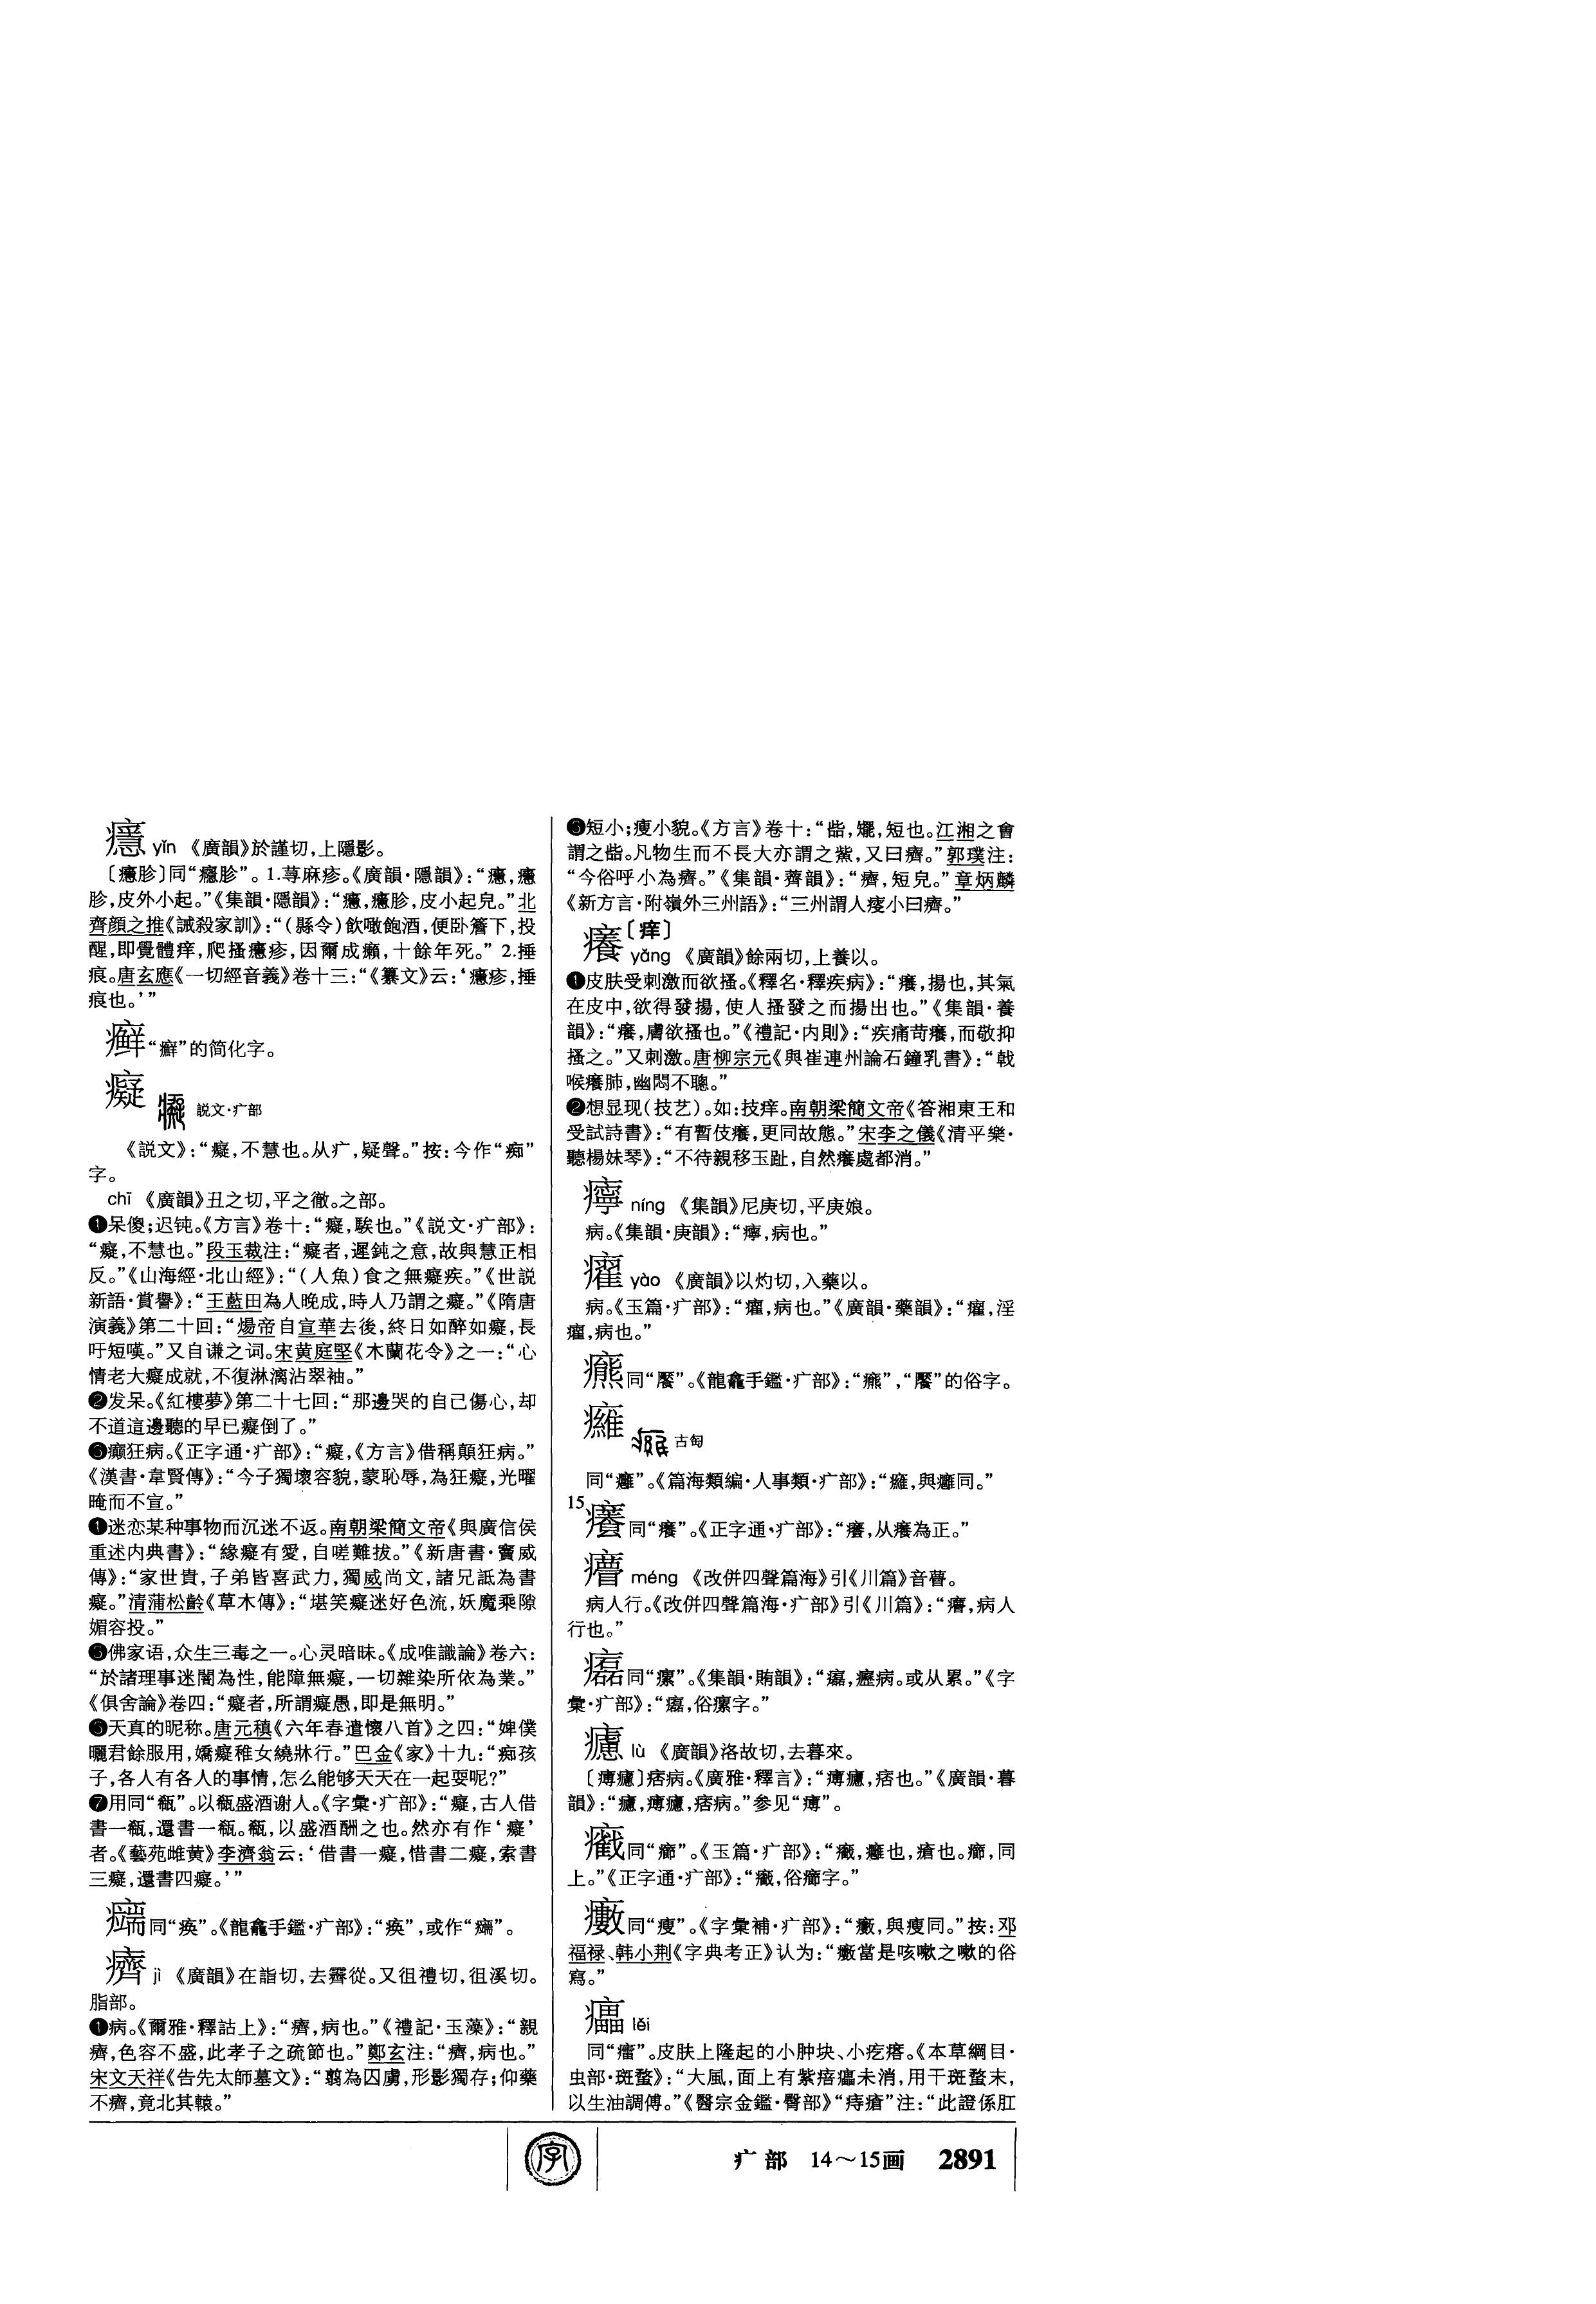 yǐn 《廣韻》於謹切,上隱影。
1.荨麻疹。《廣韻·隱韻》:
皮外小起。”《集韻·隱韻》: 皮小起皃。”北
齊顔之推《誡殺家訓》:“(縣令)飲噉飽酒,便卧簷下,投
醒,即覺體痒,爬搔癮疹,因爾成癩,十餘年死。” 2.捶
痕。唐玄應《一切經音義》卷十三:“《纂文》云: 捶
痕也。’”
癣“癬”的简化字。
癡 説文·疒部
《説文》:“癡,不慧也。从疒,疑聲。”按:今作“痴”
字。
chī 《廣韻》丑之切,平之徹。之部。
❶呆傻;迟钝。《方言》卷十:“癡,騃也。”《説文·疒部》:
“癡,不慧也。”段玉裁注:“癡者,遲鈍之意,故與慧正相
反。”《山海經·北山經》:“(人魚)食之無癡疾。”《世説
新語·賞譽》:“王藍田為人晚成,時人乃謂之癡。”《隋唐
演義》第二十回:“煬帝自宣華去後,終日如醉如癡,長
吁短嘆。”又自谦之词。宋黄庭堅《木蘭花令》之一:“心
情老大癡成就,不復淋漓沾翠袖。”
❷发呆。《紅樓夢》第二十七回:“那邊哭的自己傷心,却
不道這邊聽的早已癡倒了。”
❸癲狂病。《正字通·疒部》:“癡,《方言》借稱顛狂病。”
《漢書·韋賢傳》:“今子獨壞容貌,蒙恥辱,為狂癡,光曜
晻而不宣。”
❹迷恋某种事物而沉迷不返。南朝梁簡文帝《與廣信侯
重述内典書》:“緣癡有愛,自嗟難拔。”《新唐書·竇威
傳》:“家世貴,子弟皆喜武力,獨威尚文,諸兄詆為書
癡。”清蒲松齡《草木傳》:“堪笑癡迷好色流,妖魔乘隙
媚容投。”
❺佛家语,众生三毒之一。心灵暗昧。《成唯識論》卷六:
“於諸理事迷闇為性,能障無癡,一切雜染所依為業。”
《俱舍論》卷四:“癡者,所謂癡愚,即是無明。”
❻天真的昵称。唐元稹《六年春遣懷八首》之四:“婢僕
曬君餘服用,嬌癡稚女繞牀行。”巴金《家》十九:“痴孩
子,各人有各人的事情,怎么能够天天在一起耍呢?”
❼用同“瓻”。以瓻盛酒谢人。《字彙·疒部》:“癡,古人借
書一瓻,還書一瓻。瓻,以盛酒酬之也。然亦有作‘癡’
者。《藝苑雌黄》李濟翁云:‘借書一癡,惜書二癡,索書
三癡,還書四癡。’”
同“痪”。《龍龕手鑑·疒部》:“痪”,或作
癠 jì 《廣韻》在詣切,去霽從。又徂禮切,徂溪切。
脂部。
❶病。《爾雅·釋詁上》:“癠,病也。”《禮記·玉藻》:“親
癠,色容不盛,此孝子之疏節也。”鄭玄注:“癠,病也。”
宋文天祥《告先太師墓文》:“翦為囚虜,形影獨存;仰藥
不癠,竟北其轅。”
❸短小;瘦小貌。《方言》卷十: 短也。江湘之會
謂之呰。凡物生而不長大亦謂之鮆,又曰癠。”郭璞注:
“今俗呼小為癠。”《集韻·薺韻》:“癠,短皃。”章炳麟
《新方言·附嶺外三州語》:“三州謂人痿小曰癠。”
癢〔痒〕
yǎng 《廣韻》餘兩切,上養以。
❶皮肤受刺激而欲搔。《釋名·釋疾病》:“癢,揚也,其氣
在皮中,欲得發揚,使人搔發之而揚出也。”《集韻·養
韻》:“癢,膚欲搔也。”《禮記·内則》:“疾痛苛癢,而敬抑
搔之。”又刺激。唐柳宗元《與崔連州論石鐘乳書》:“戟
喉癢肺,幽悶不聰。”
❷想显现(技艺)。如:技痒。南朝梁簡文帝《答湘東王和
受試詩書》:“有暫伎癢,更同故態。”宋李之儀《清平樂·
聽楊姝琴》:“不待親移玉趾,自然癢處都消。”
níng 《集韻》尼庚切,平庚娘。
病。《集韻·庚韻》: 病也。”
yào 《廣韻》以灼切,入藥以。
病。《玉篇·疒部》: 病也。”《廣韻·藥韻》: 淫
病也。”
《龍龕手鑑·疒部》: 的俗字。
古匋
同“癰”。《篇海類編·人事類·疒部》: 與癰同。”
15
同“癢”。《正字通·疒部》: 从癢為正。”
méng 《改併四聲篇海》引《川篇》音瞢。
病人行。《改併四聲篇海·疒部》引《川篇》: 病人
行也。”
同“瘰”。《集韻·賄韻》: 病。或从累。”《字
彙·疒部》: 俗瘰字。”
lù 《廣韻》洛故切,去暮來。
痞病。《廣雅·釋言》: 痞也。”《廣韻·暮
韻》: 痞病。”参见
同“癤”。《玉篇·疒部》: 癰也,瘡也。癤,同
上。”《正字通·疒部》: 俗癤字。”
同“瘦”。《字彙補·疒部》: 與瘦同。”按:邓
福禄、韩小荆《字典考正》认为: 當是咳嗽之嗽的俗
寫。”
lěi
皮肤上隆起的小肿块、小疙瘩。《本草綱目·
虫部·斑蝥》:“大風,面上有紫㾦 未消,用干斑蝥末,
以生油調傅。”《醫宗金鑑·臀部》“痔瘡”注:“此證係肛
字
疒部 14～15画 2891